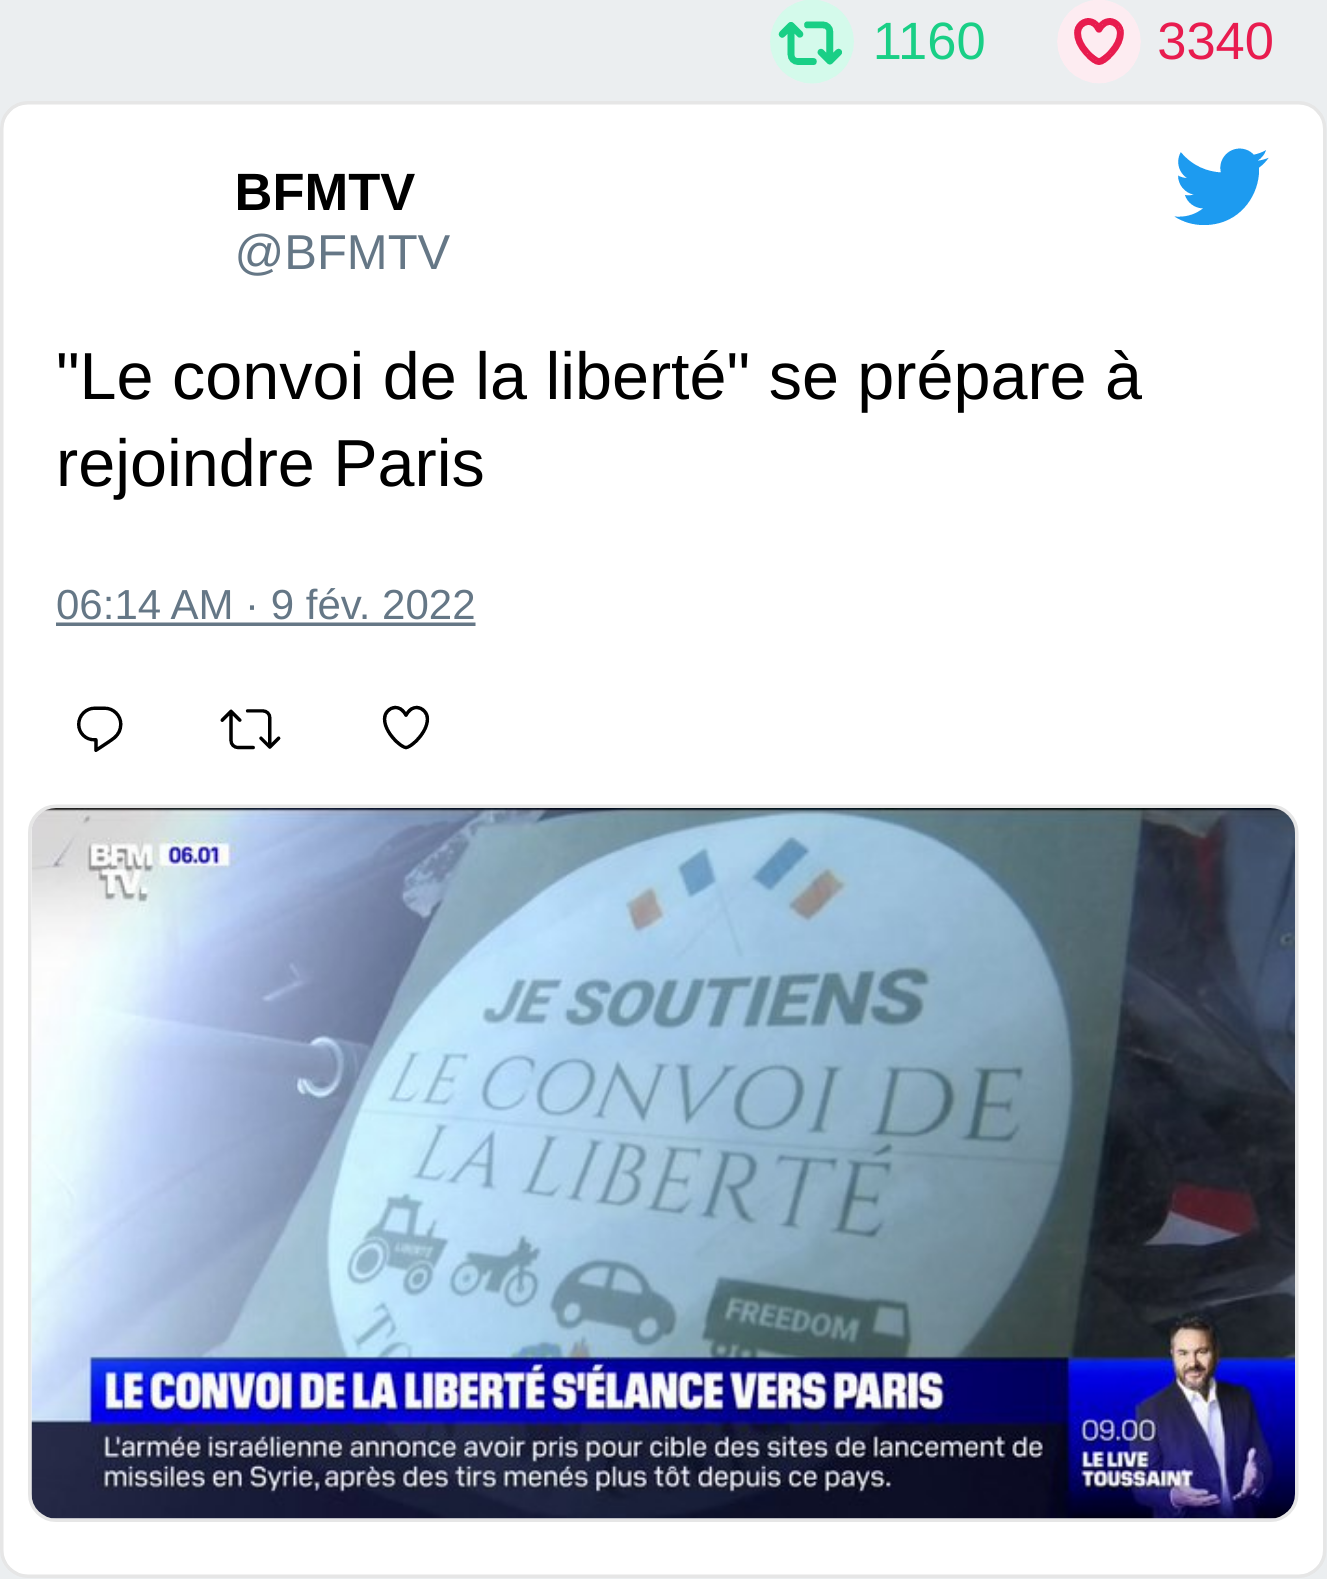 1160 3340
BFMTV
@BFMTV
"Le convoi de la liberté" se prépare à
rejoindre Paris
06:14 AM · 9 fév. 2022
BFM 06.01
TV.
JE SOUTIENS
LE CONVOI DE
LA LIBERTÉ
LIBERTÉ
FREEDOM
LE CONVOI DE LA LIBERTÉ S'ÉLANCE VERS PARIS
L'armée israélienne annonce avoir pris pour cible des sites de lancement de
missiles en Syrie, après des tirs menés plus tôt depuis ce pays.
09.00
LE LIVE
TOUSSAINT